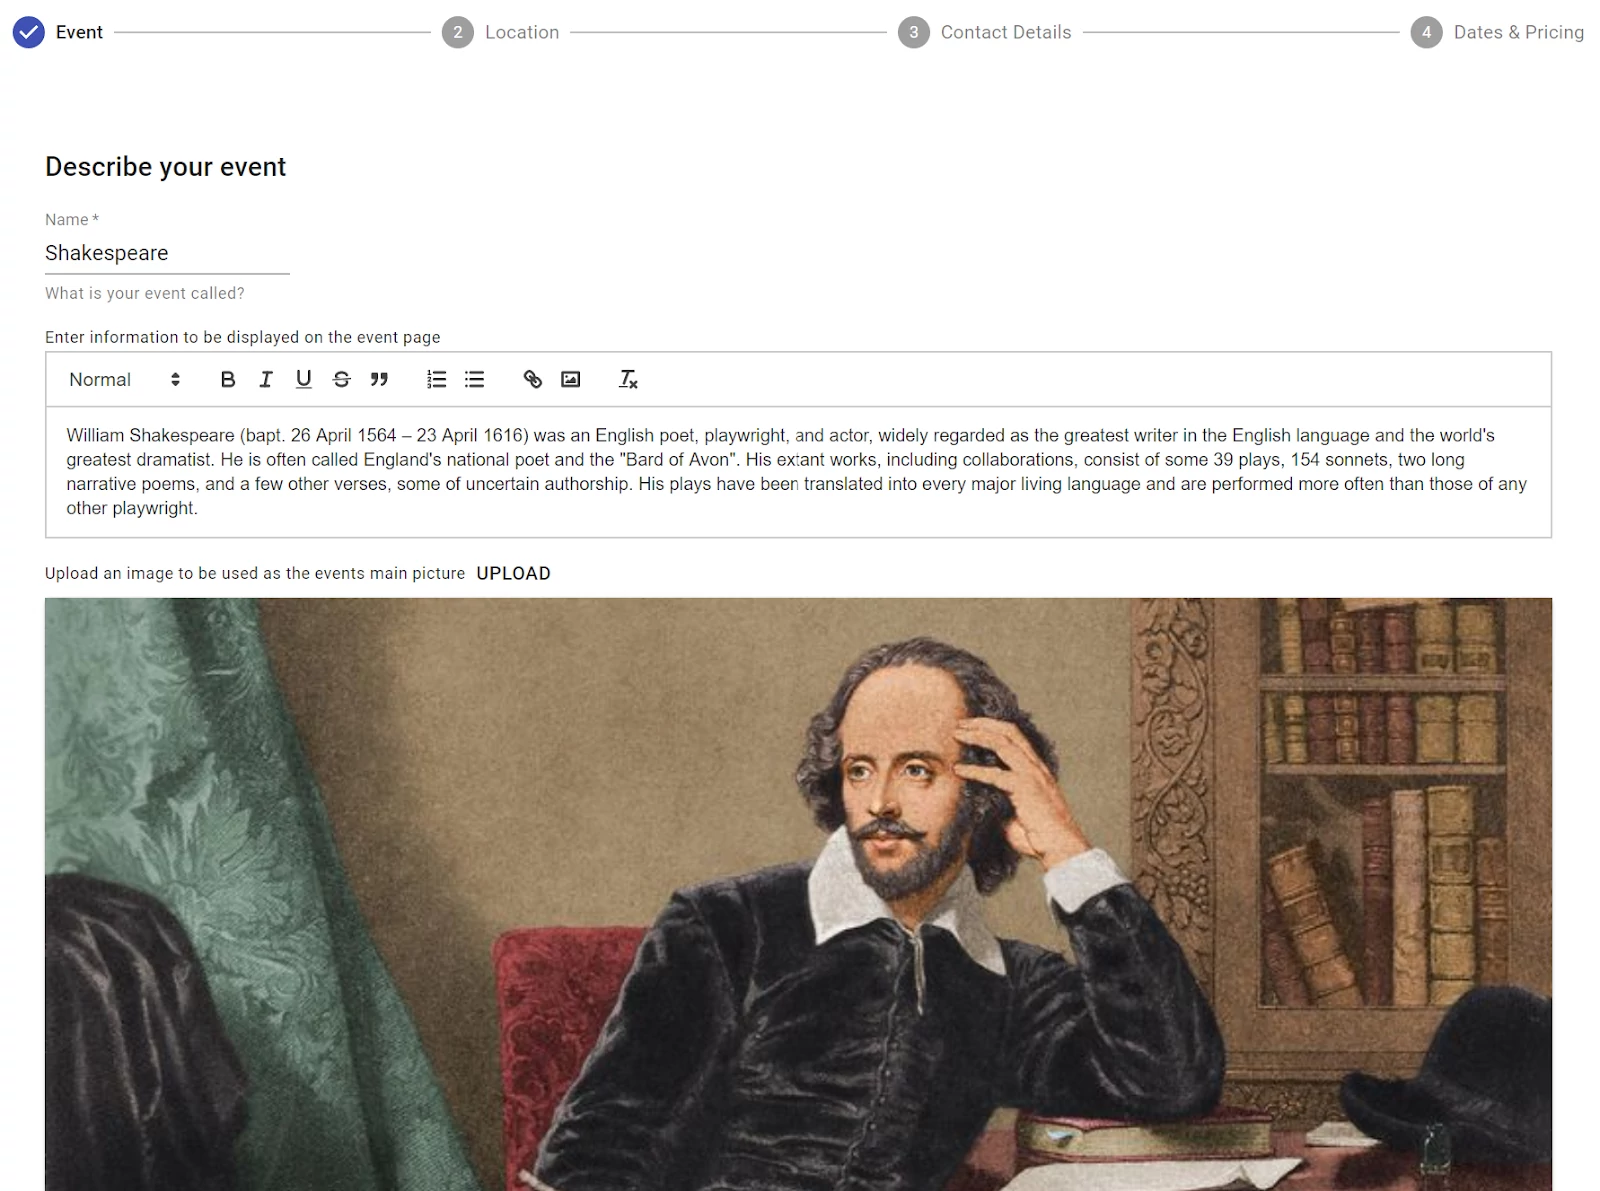 Event
2 Location
3 Contact Details
4 Dates & Pricing
Describe your event
Name *
Shakespeare
What is your event called?
Enter information to be displayed on the event page
Normal
William Shakespeare (bapt. 26 April 1564 – 23 April 1616) was an English poet, playwright, and actor, widely regarded as the greatest writer in the English language and the world's
greatest dramatist. He is often called England's national poet and the "Bard of Avon". His extant works, including collaborations, consist of some 39 plays, 154 sonnets, two long
narrative poems, and a few other verses, some of uncertain authorship. His plays have been translated into every major living language and are performed more often than those of any
other playwright.
Upload an image to be used as the events main picture UPLOAD